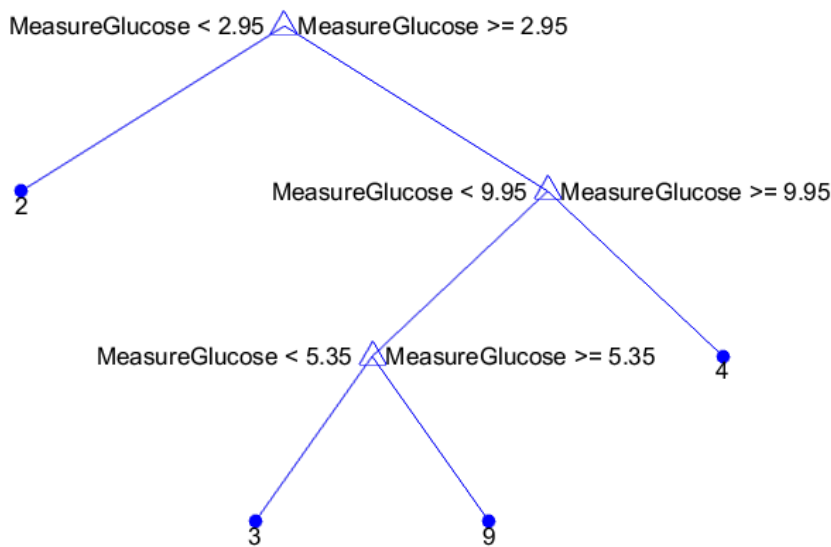 MeasureGlucose < 2.95 MeasureGlucose >= 2.95
2
MeasureGlucose < 9.95 MeasureGlucose >= 9.95
MeasureGlucose < 5.35 MeasureGlucose >= 5.35
4
3
9